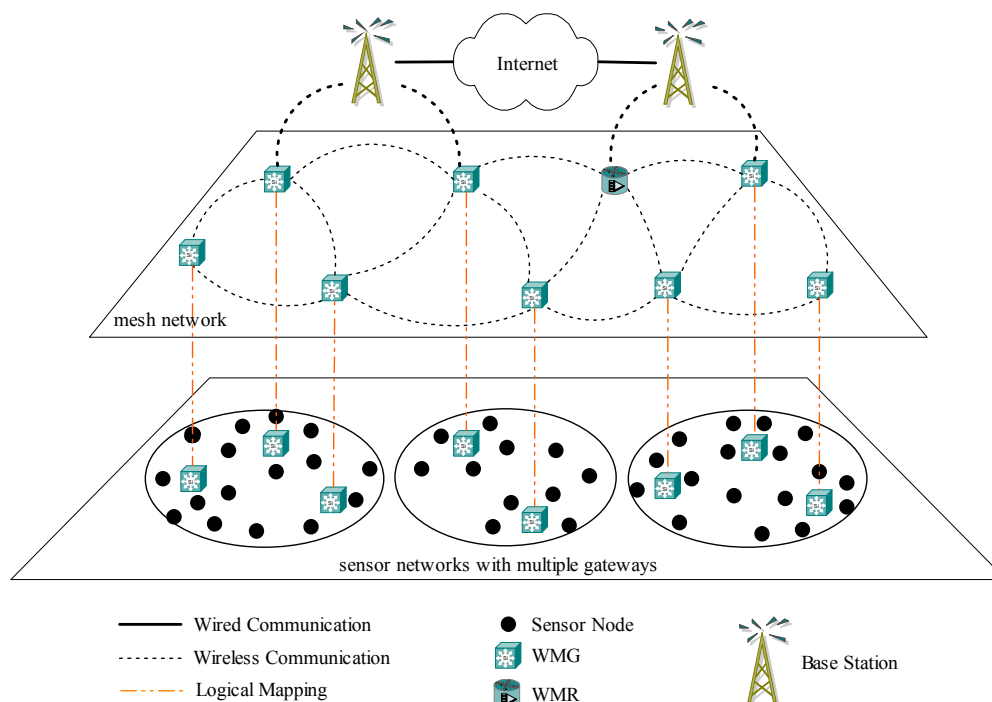 Internet
mesh network
sensor networks with multiple gateways
Wired Communication
Sensor Node
Wireless Communication
WMG
Base Station
Logical Mapping
WMR